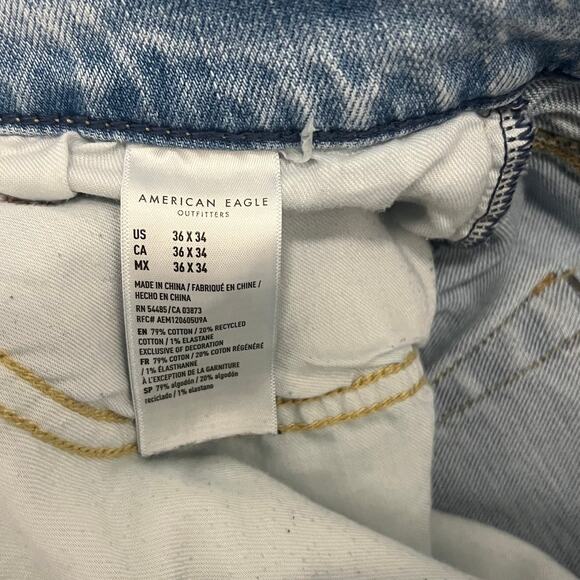 AMERICAN EAGLE
OUTFITTERS
US 36 X 34
CA 36 X 34
MX 36 X 34
MADE IN CHINA / FABRIQUÉ EN CHINE /
HECHO EN CHINA
RN 54485/CA 03873
RFC# AEM120605U9A
EN 79% COTTON / 20% RECYCLED
COTTON / 1% ELASTANE
EXCLUSIVE OF DECORATION
FR 79% COTON / 20% COTON RÉGÉNÉRÉ
/ 1% ÉLASTHANNE
À L'EXCEPTION DE LA GARNITURE
SP 79% algodón / 20% algodón
reciclado / 1% elastano